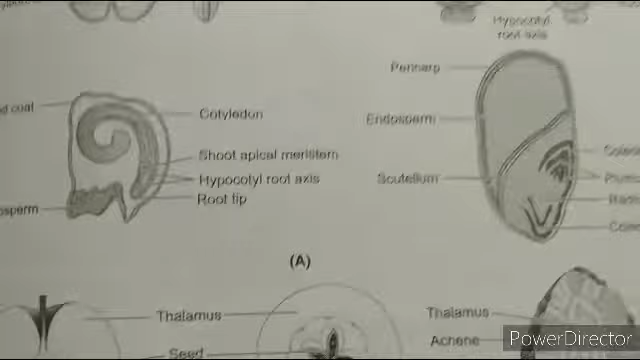 Hypocotyl
root axis
Pericarp
coat
Cotyledon
Endosperm
Shoot apical meristem
Scutellum
Hypocotyl root axis
Root tip
(A)
Thalamus
Thalamus
Achene
Seed
PowerDirector